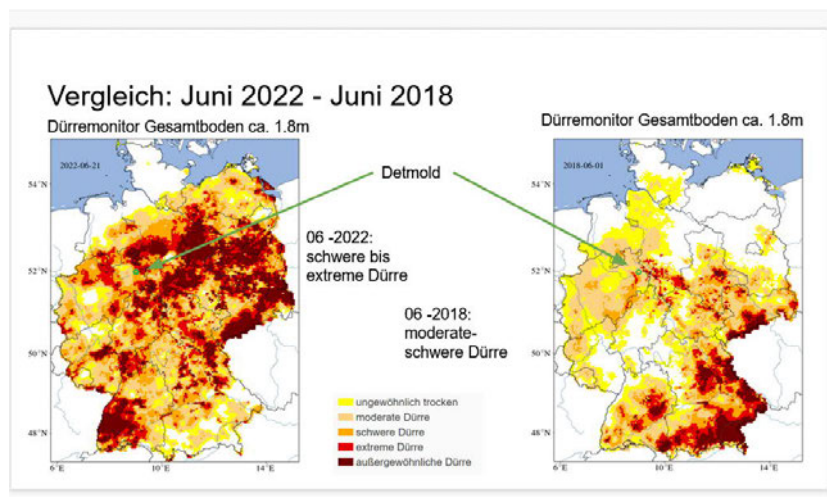 Vergleich: Juni 2022 - Juni 2018
Dürremonitor Gesamtboden ca. 1.8m
Dürremonitor Gesamtboden ca. 1.8m
2022-06-21
2018-06-01
Detmold
54°N
54°N
06 -2022:
schwere bis
extreme Dürre
52°N
52°N
06 -2018:
moderate-
schwere Dürre
50°N
50°N
ungewöhnlich trocken
moderate Dürre
schwere Dürre
extreme Dürre
außergewöhnliche Dürre
48°N
48°N
6°E
10°E
14°E
6°E
10°E
14°E